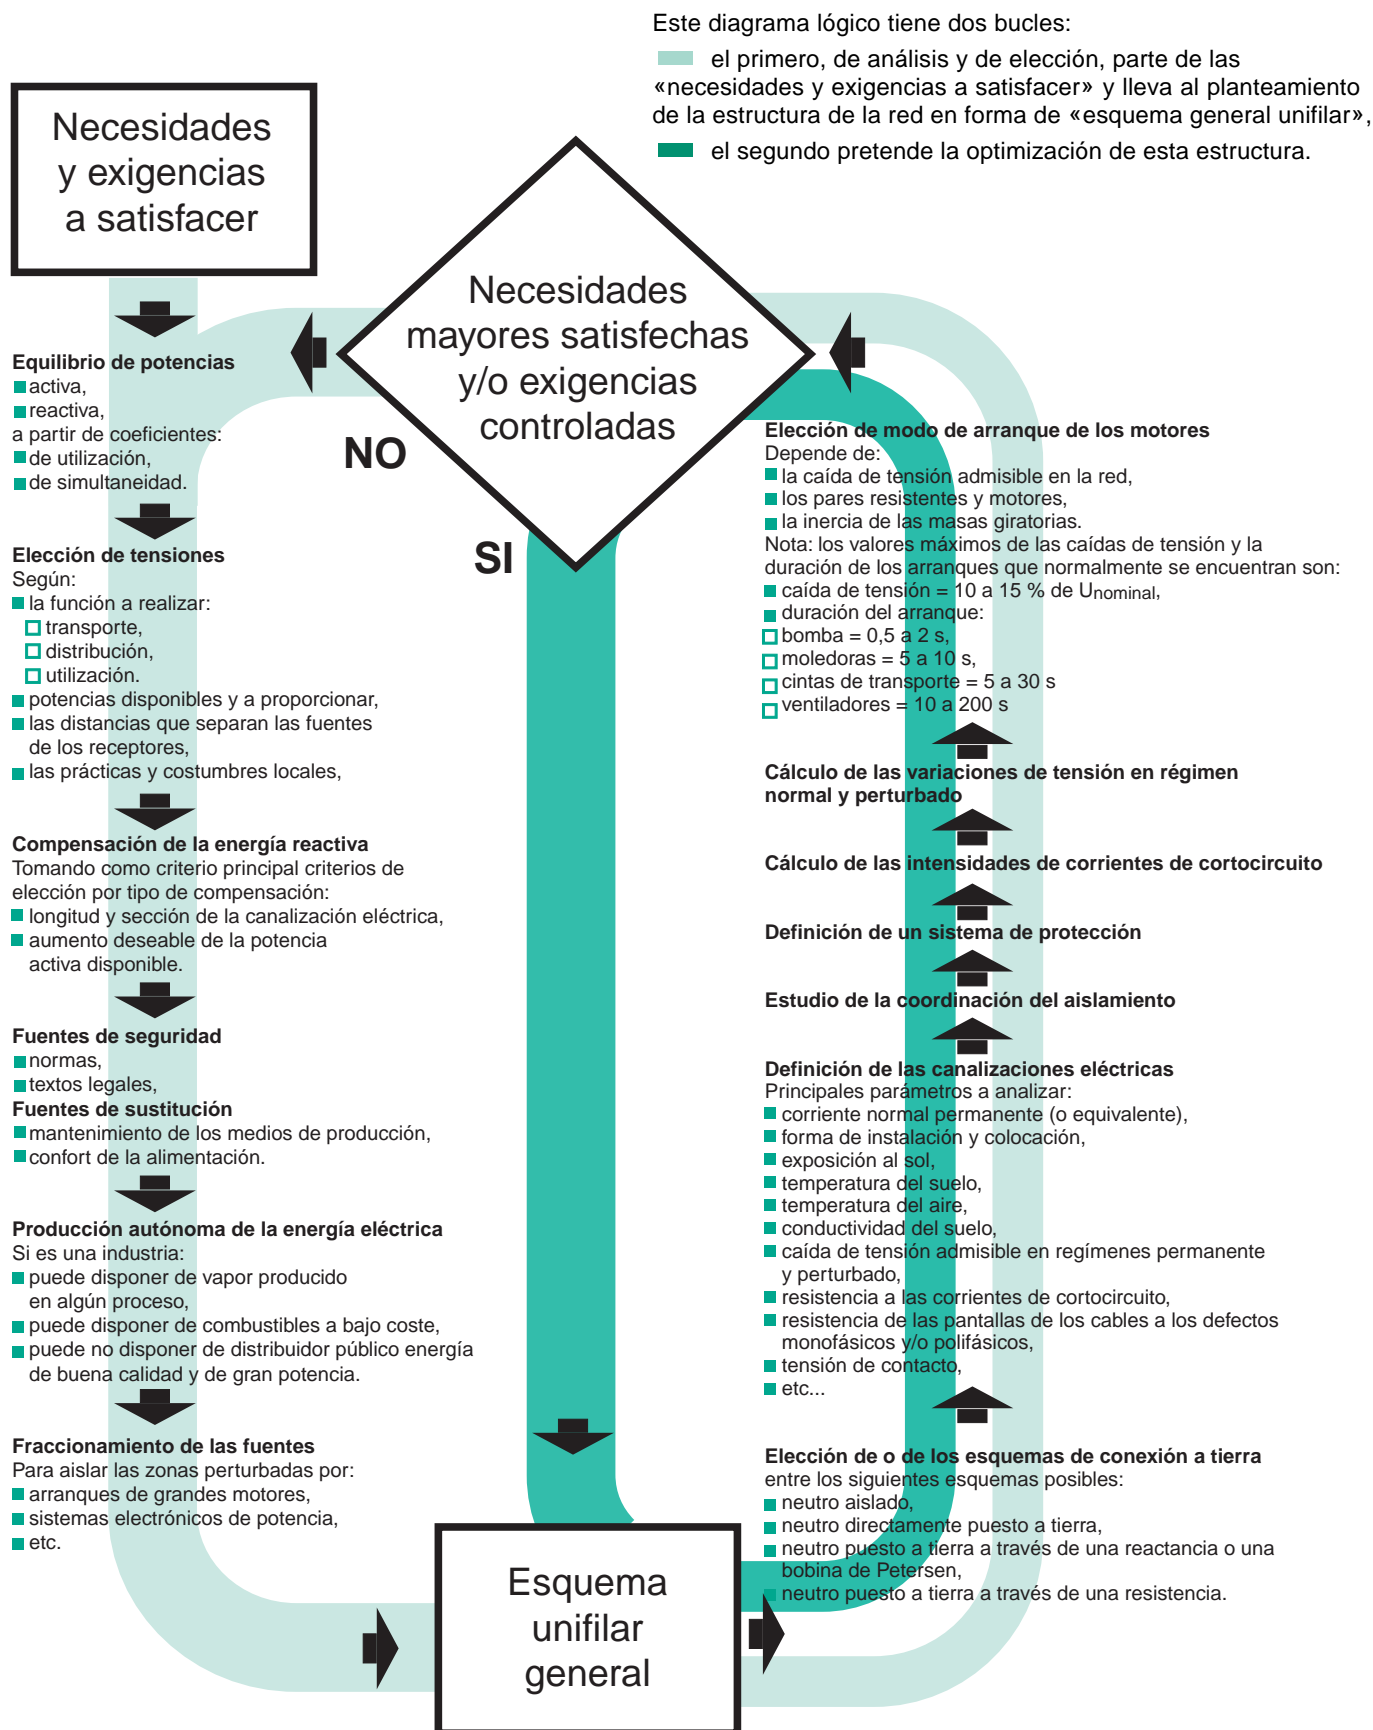 Este diagrama lógico tiene dos bucles:
el primero, de análisis y de elección, parte de las
«necesidades y exigencias a satisfacer» y lleva al planteamiento
de la estructura de la red en forma de «esquema general unifilar»,
el segundo pretende la optimización de esta estructura.
Necesidades
y exigencias
a satisfacer
Necesidades
mayores satisfechas
y/o exigencias
controladas
NO
SI
Equilibrio de potencias
activa,
reactiva,
a partir de coeficientes:
de utilización,
de simultaneidad.
Elección de tensiones
Según:
la función a realizar:
transporte,
distribución,
utilización.
potencias disponibles y a proporcionar,
las distancias que separan las fuentes
de los receptores,
las prácticas y costumbres locales,
Compensación de la energía reactiva
Tomando como criterio principal criterios de
elección por tipo de compensación:
longitud y sección de la canalización eléctrica,
aumento deseable de la potencia
activa disponible.
Fuentes de seguridad
normas,
textos legales,
Fuentes de sustitución
mantenimiento de los medios de producción,
confort de la alimentación.
Producción autónoma de la energía eléctrica
Si es una industria:
puede disponer de vapor producido
en algún proceso,
puede disponer de combustibles a bajo coste,
puede no disponer de distribuidor público energía
de buena calidad y de gran potencia.
Fraccionamiento de las fuentes
Para aislar las zonas perturbadas por:
arranques de grandes motores,
sistemas electrónicos de potencia,
etc.
Esquema
unifilar
general
Elección de modo de arranque de los motores
Depende de:
la caída de tensión admisible en la red,
los pares resistentes y motores,
la inercia de las masas giratorias.
Nota: los valores máximos de las caídas de tensión y la
duración de los arranques que normalmente se encuentran son:
caída de tensión = 10 a 15 % de Unominal,
duración del arranque:
bomba = 0,5 a 2 s,
moledoras = 5 a 10 s,
cintas de transporte = 5 a 30 s
ventiladores = 10 a 200 s
Cálculo de las variaciones de tensión en régimen
normal y perturbado
Cálculo de las intensidades de corrientes de cortocircuito
Definición de un sistema de protección
Estudio de la coordinación del aislamiento
Definición de las canalizaciones eléctricas
Principales parámetros a analizar:
corriente normal permanente (o equivalente),
forma de instalación y colocación,
exposición al sol,
temperatura del suelo,
temperatura del aire,
conductividad del suelo,
caída de tensión admisible en regímenes permanente
y perturbado,
resistencia a las corrientes de cortocircuito,
resistencia de las pantallas de los cables a los defectos
monofásicos y/o polifásicos,
tensión de contacto,
etc...
Elección de o de los esquemas de conexión a tierra
entre los siguientes esquemas posibles:
neutro aislado,
neutro directamente puesto a tierra,
neutro puesto a tierra a través de una reactancia o una
bobina de Petersen,
neutro puesto a tierra a través de una resistencia.